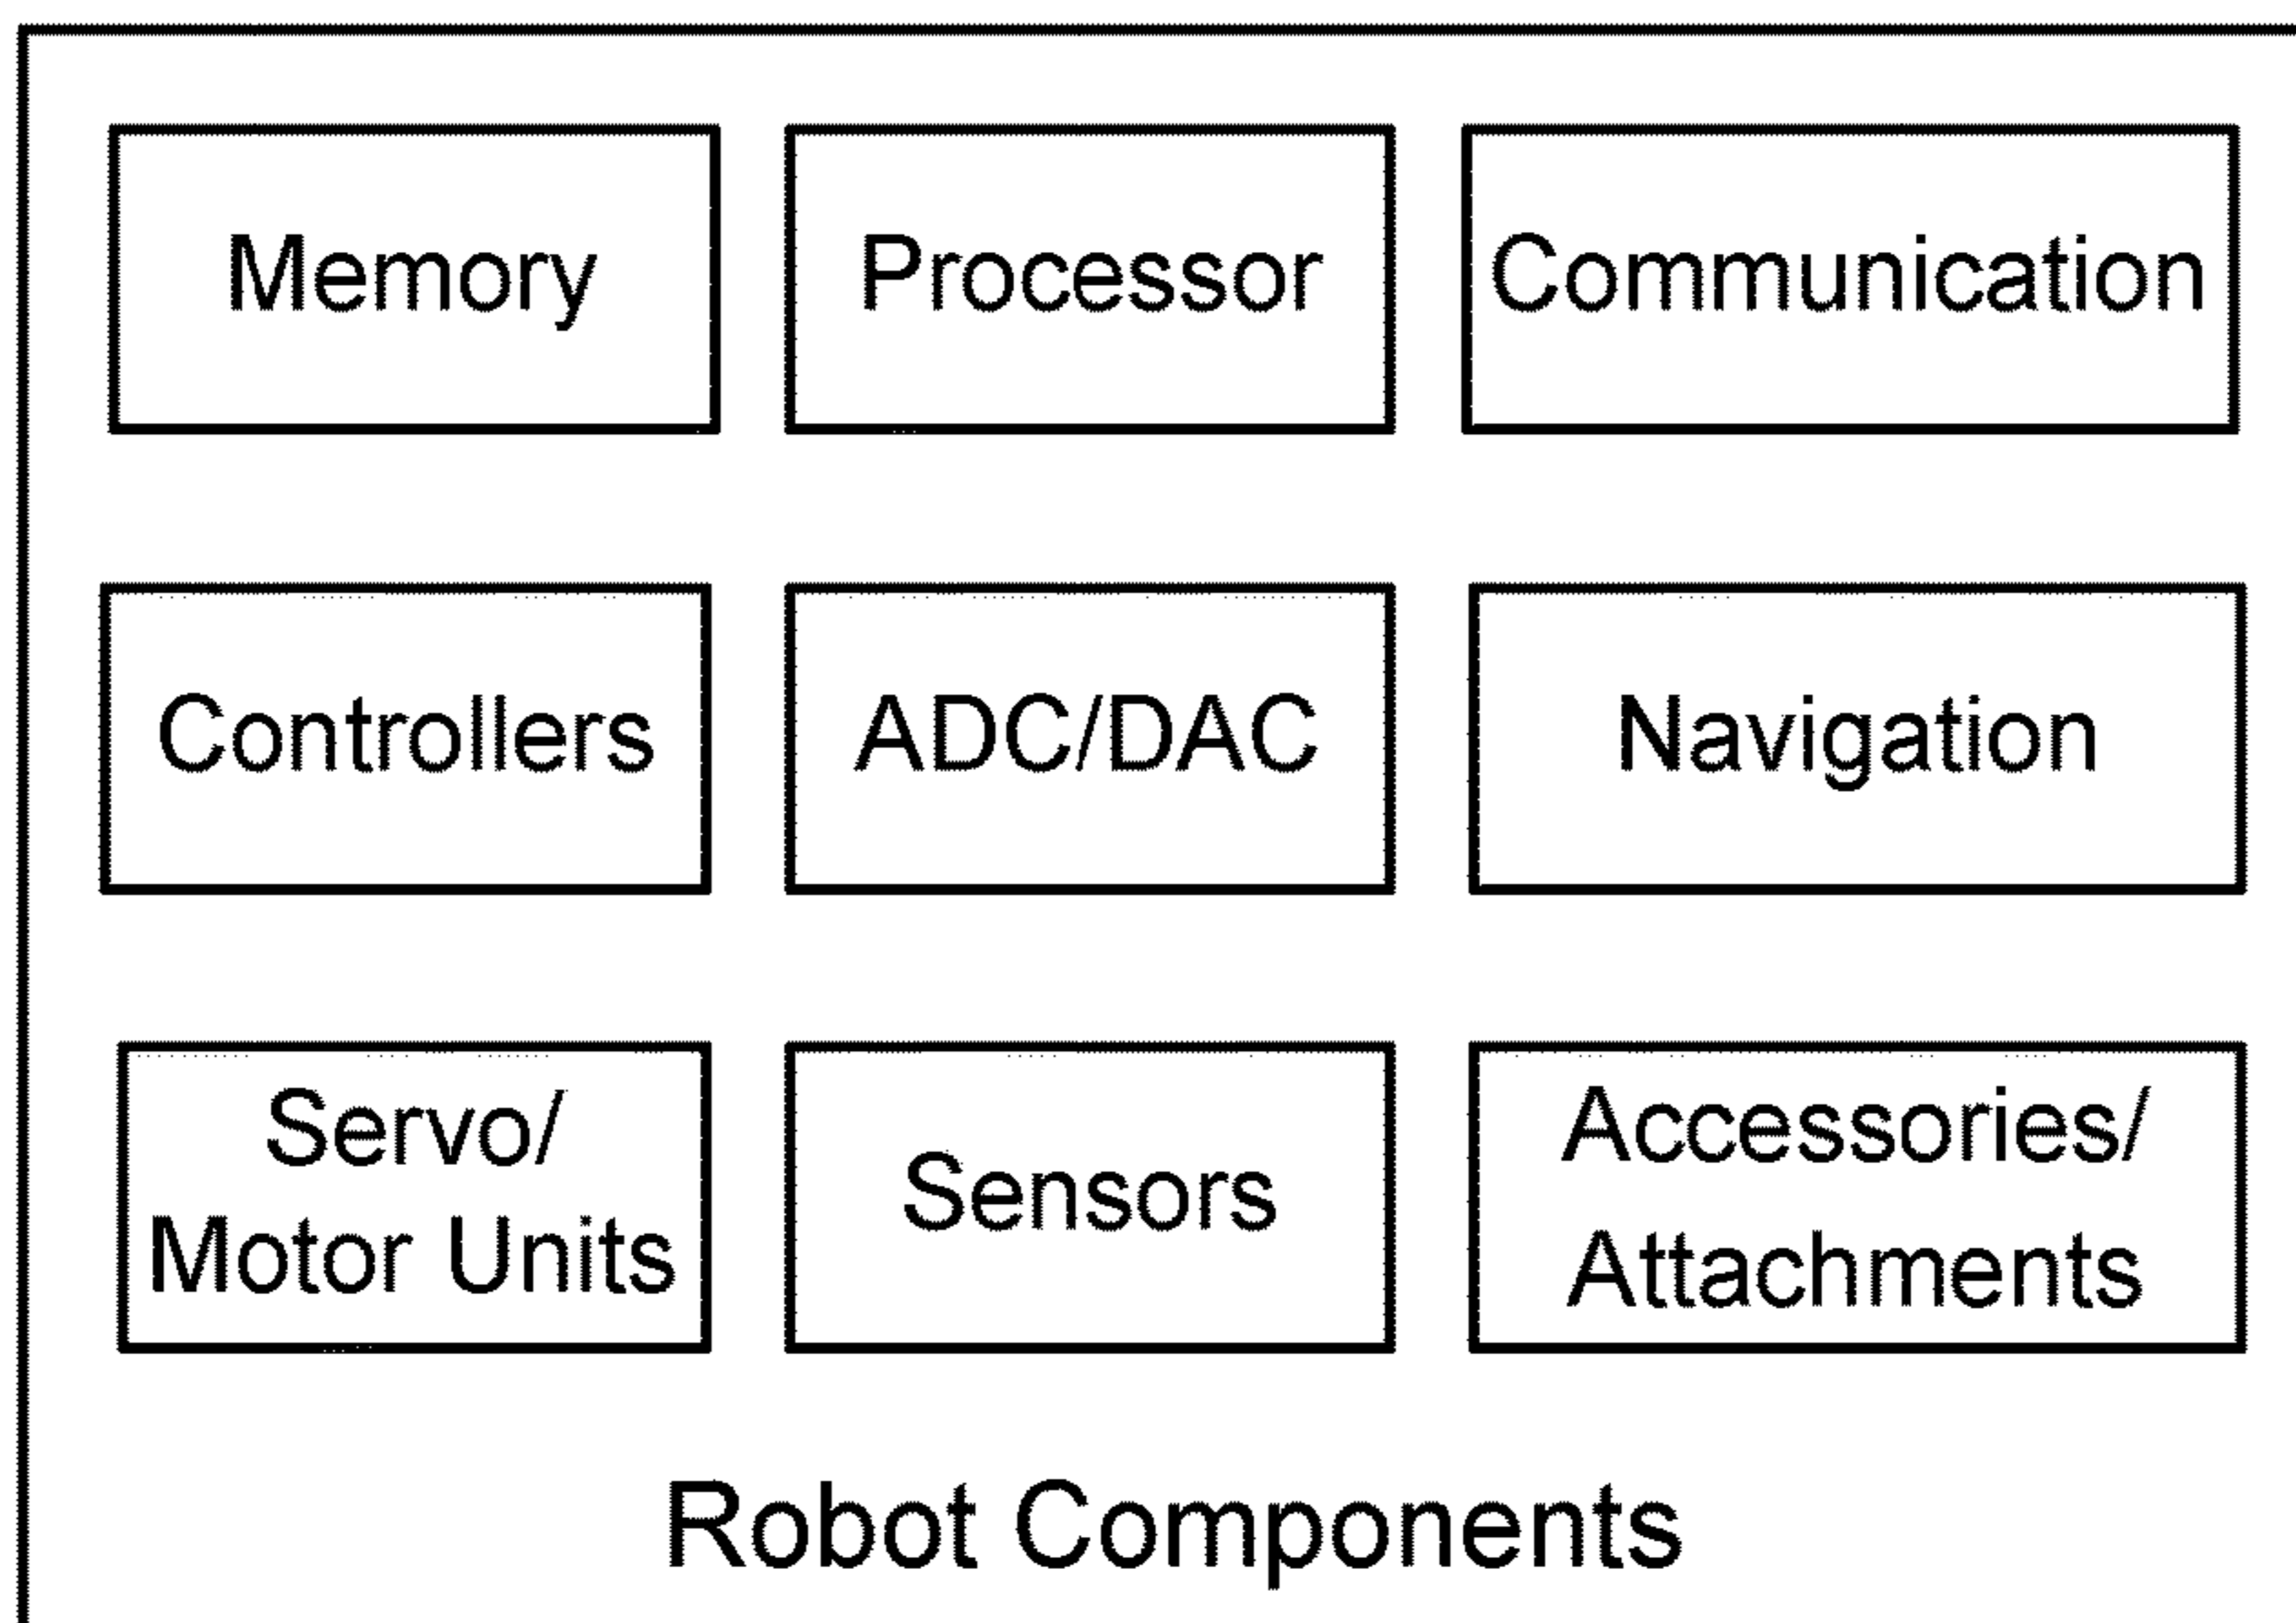 Memory
Processor
Communication
Controllers
ADC/DAC
Navigation
Servo/
Motor Units
Sensors
Accessories/
Attachments
Robot Components